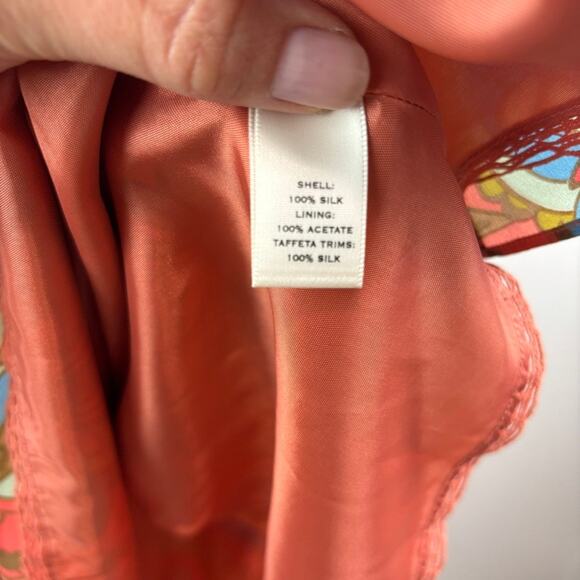 SHELL:
100% SILK
LINING:
100% ACETATE
TAFFETA TRIMS:
100% SILK